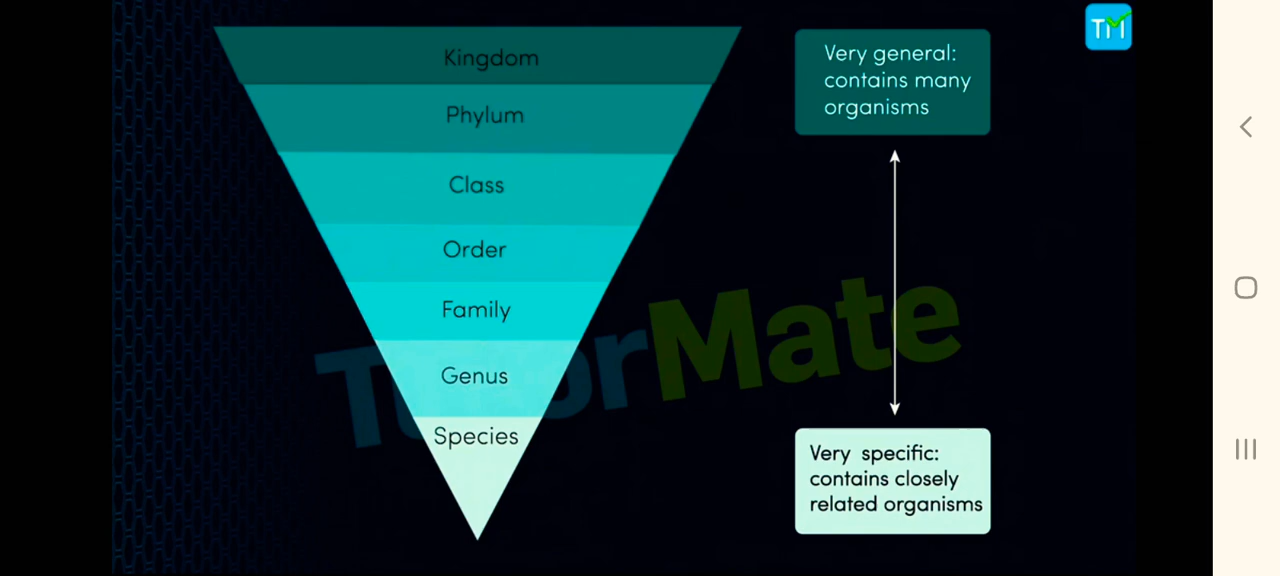 Kingdom
Phylum
Class
Order
Family
Genus
Species
Very general:
contains many
organisms
Very specific:
contains closely
related organisms
TM
TutorMate